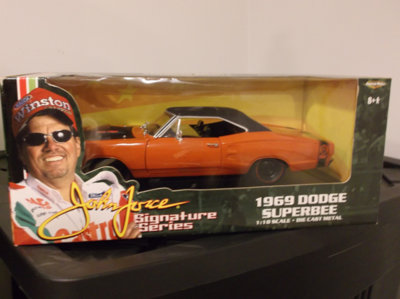 Winston
8+
John Force
Signature
Series
1969 DODGE
SUPERBEE
1:18 SCALE - DIE CAST METAL